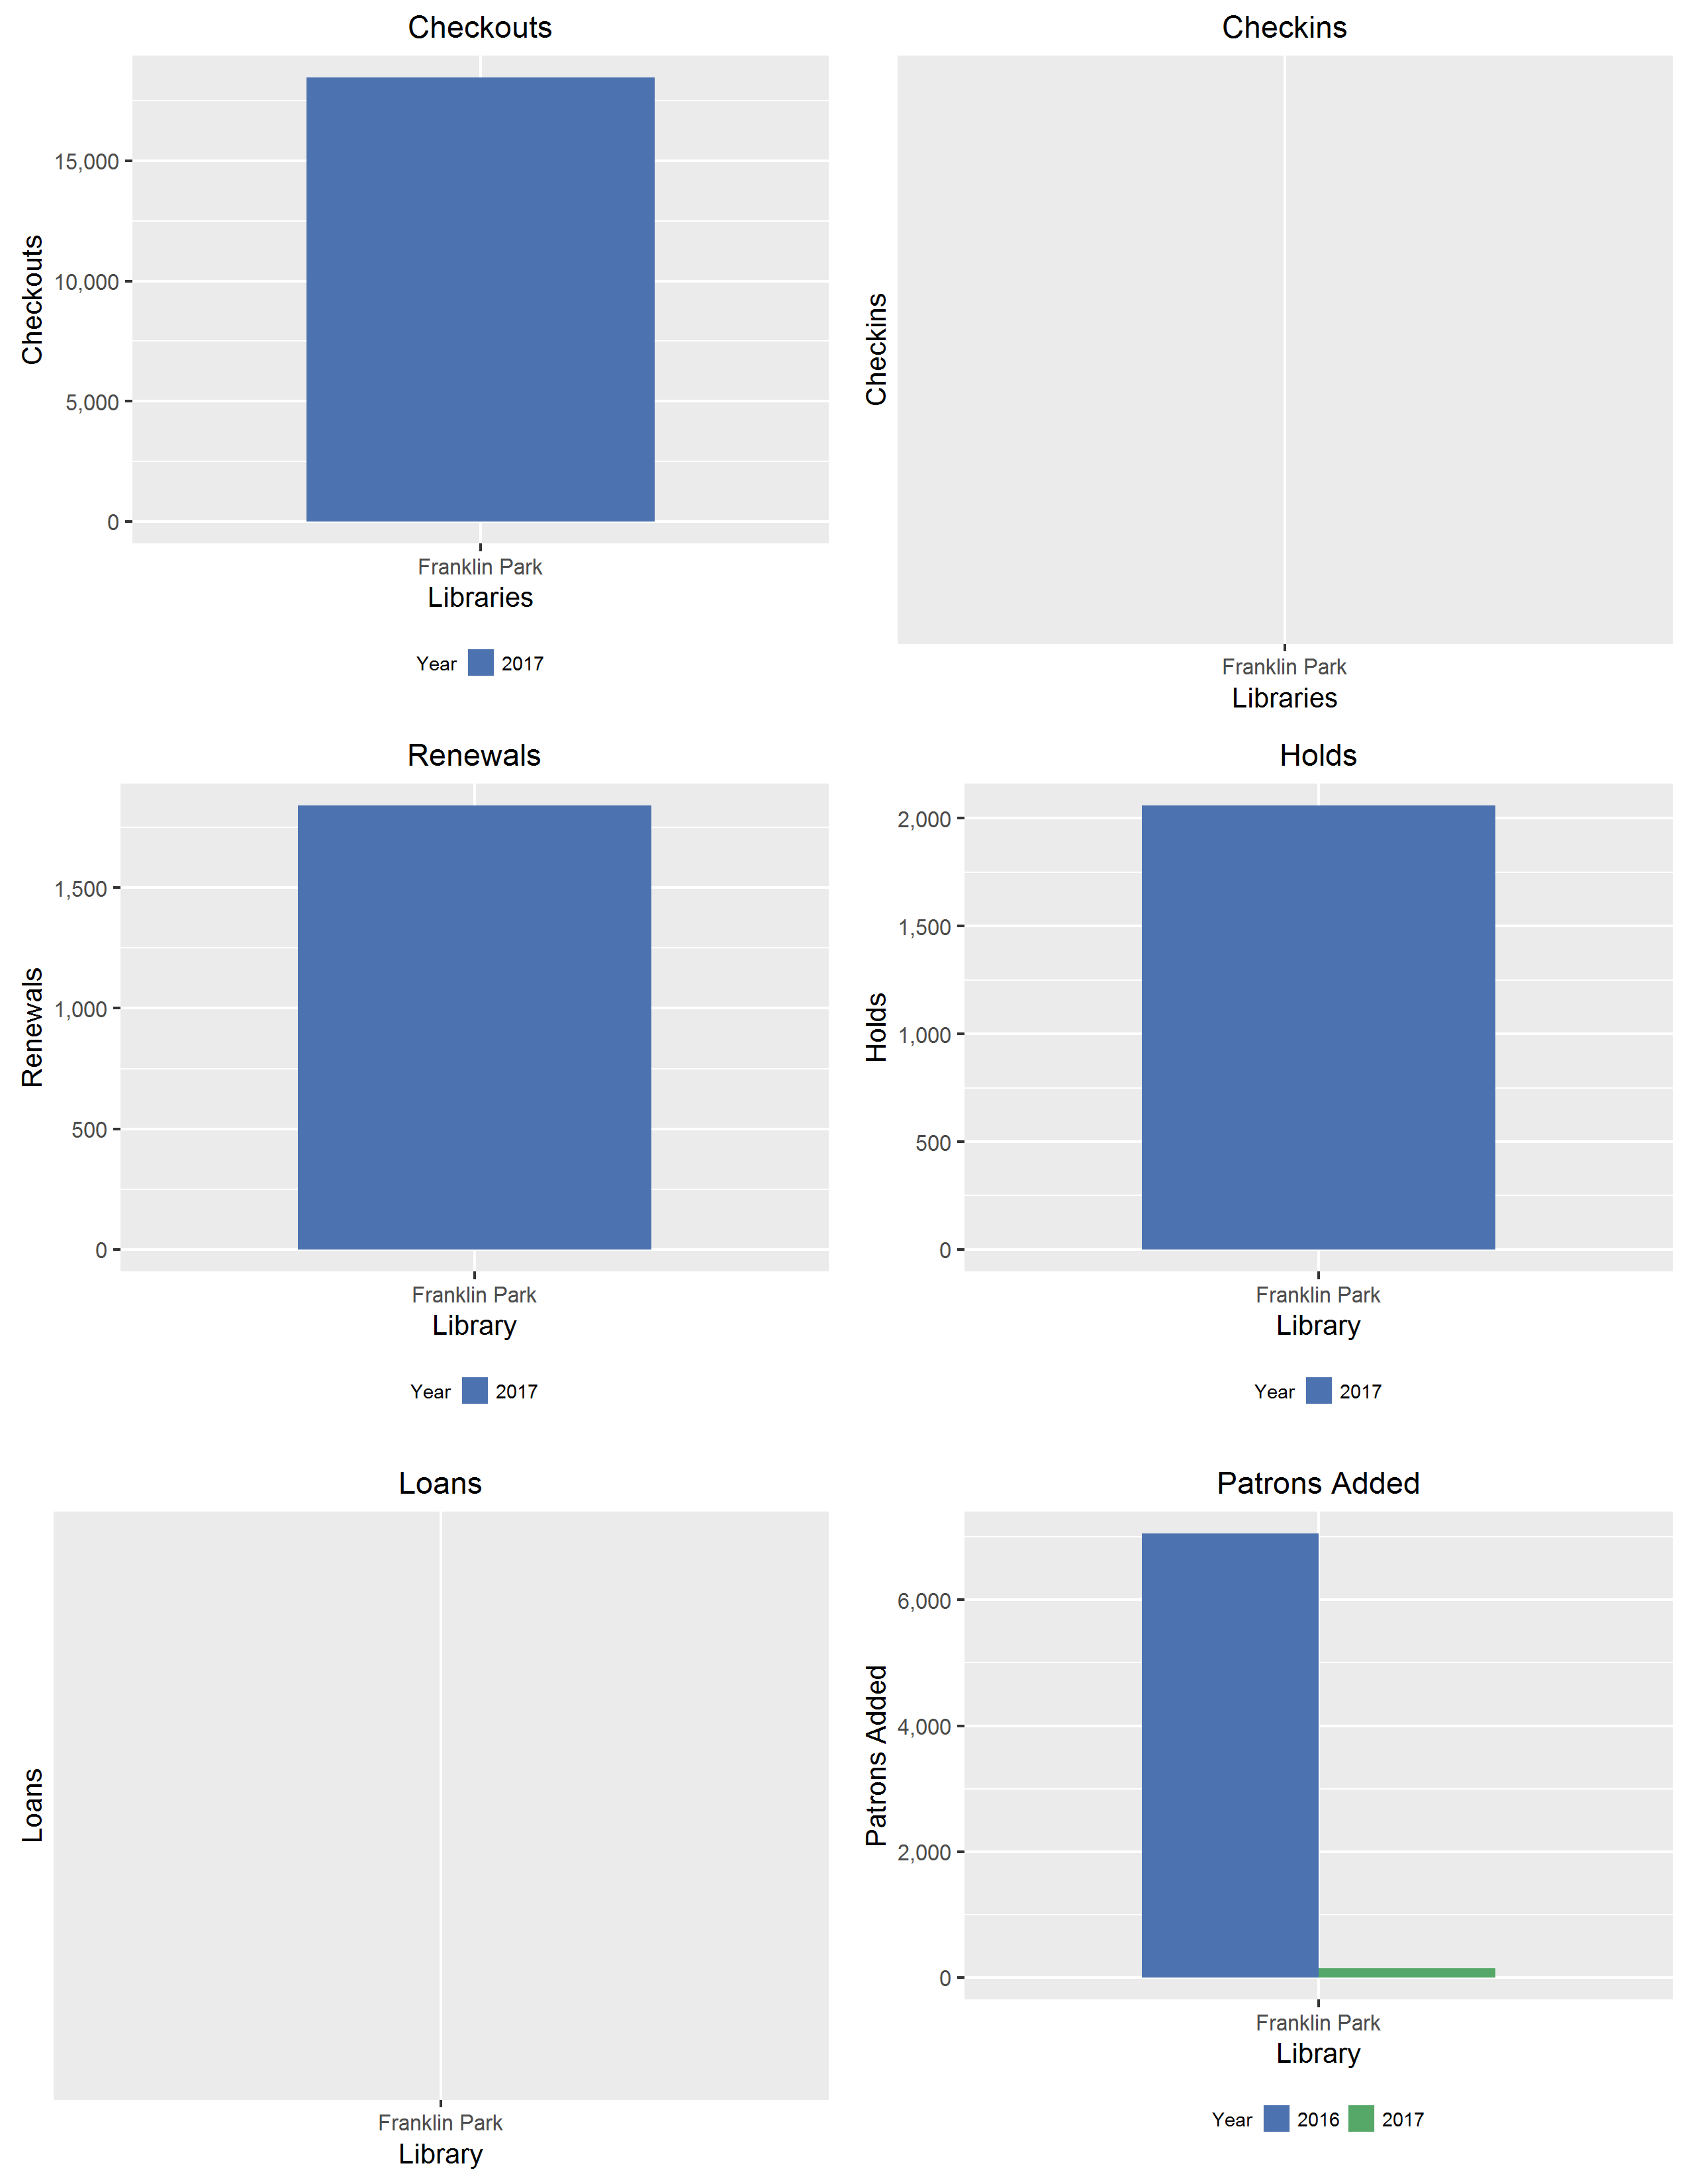 Checkouts
Checkouts
15,000
10,000
5,000
0
Franklin Park
Libraries
Year 2017
Checkins
Checkins
Franklin Park
Libraries
Renewals
Renewals
1,500
1,000
500
0
Franklin Park
Library
Year 2017
Holds
Holds
2,000
1,500
1,000
500
0
Franklin Park
Library
Year 2017
Loans
Loans
Franklin Park
Library
Patrons Added
Patrons Added
6,000
4,000
2,000
0
Franklin Park
Library
Year 2016 2017